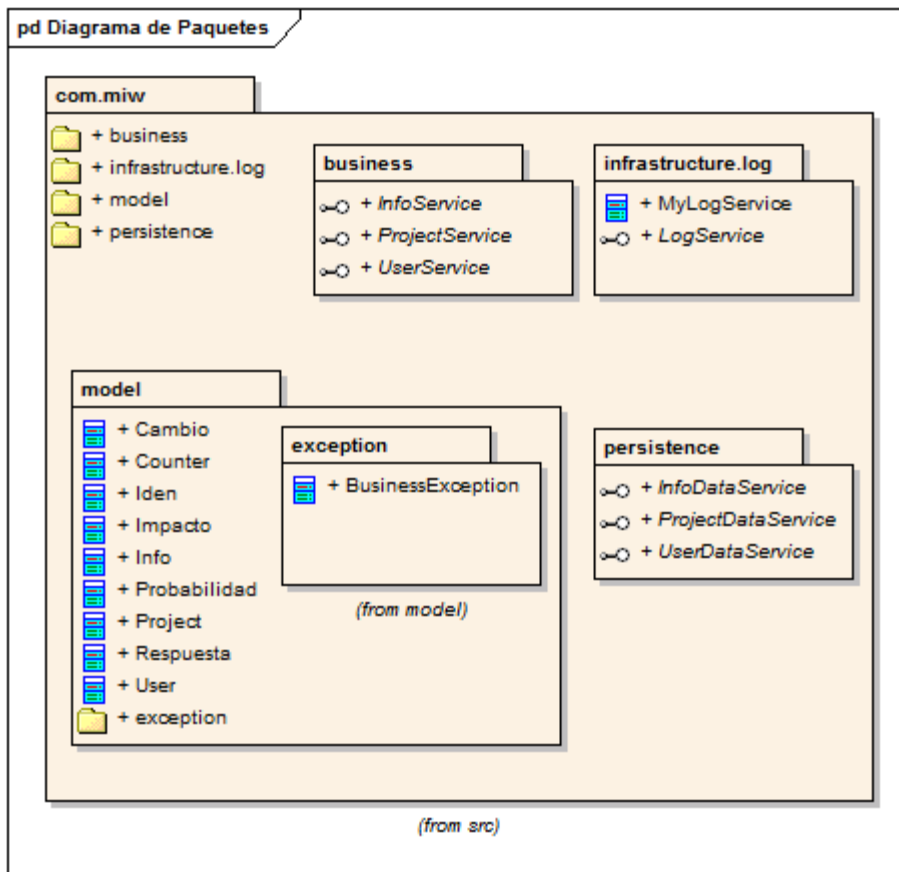 pd Diagrama de Paquetes
com.miw
+ business
+ infrastructure.log
+ model
+ persistence
business
+ InfoService
+ ProjectService
+ UserService
infrastructure.log
+ MyLogService
+ LogService
model
+ Cambio
+ Counter
+ Iden
+ Impacto
+ Info
+ Probabilidad
+ Project
+ Respuesta
+ User
+ exception
exception
+ BusinessException
(from model)
persistence
+ InfoDataService
+ ProjectDataService
+ UserDataService
(from src)